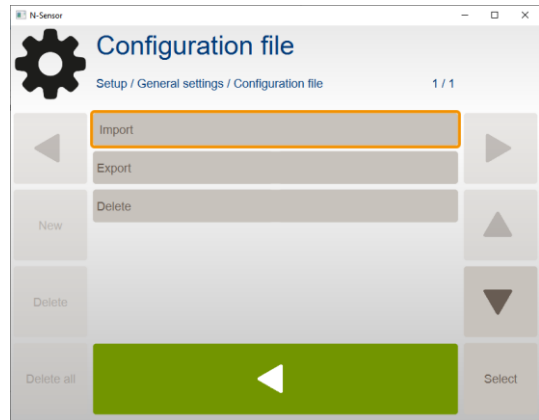 N-Sensor
Configuration file
Setup / General settings / Configuration file 1 / 1
Import
Export
Delete
New
Delete
Delete all
Select